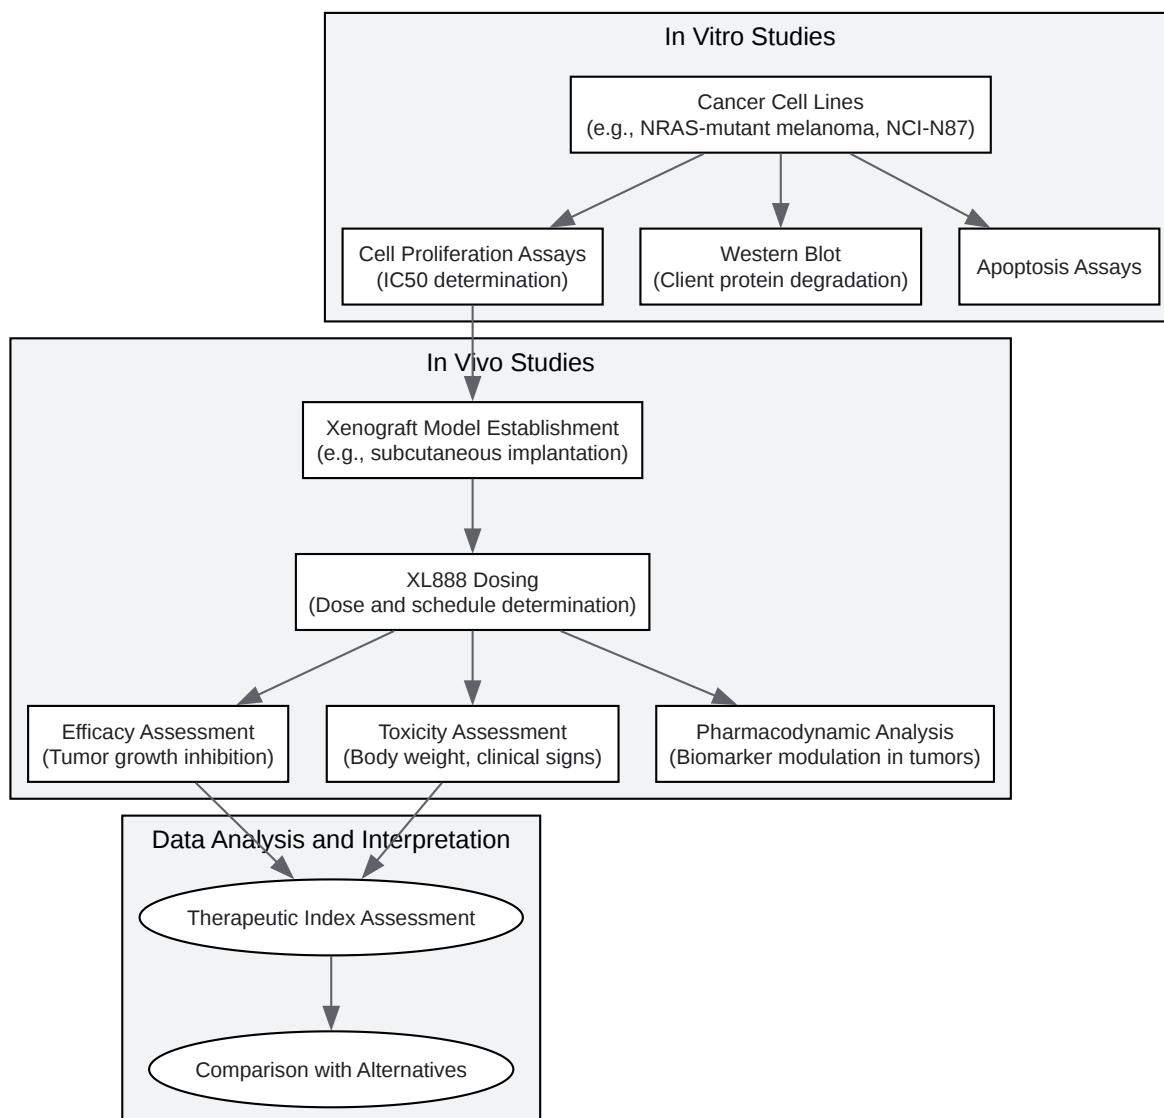 In Vitro Studies
Cancer Cell Lines
(e.g., NRAS-mutant melanoma, NCI-N87)
Cell Proliferation Assays
(IC50 determination)
Western Blot
(Client protein degradation)
Apoptosis Assays
In Vivo Studies
Xenograft Model Establishment
(e.g., subcutaneous implantation)
XL888 Dosing
(Dose and schedule determination)
Efficacy Assessment
(Tumor growth inhibition)
Toxicity Assessment
(Body weight, clinical signs)
Pharmacodynamic Analysis
(Biomarker modulation in tumors)
Data Analysis and Interpretation
Therapeutic Index Assessment
Comparison with Alternatives